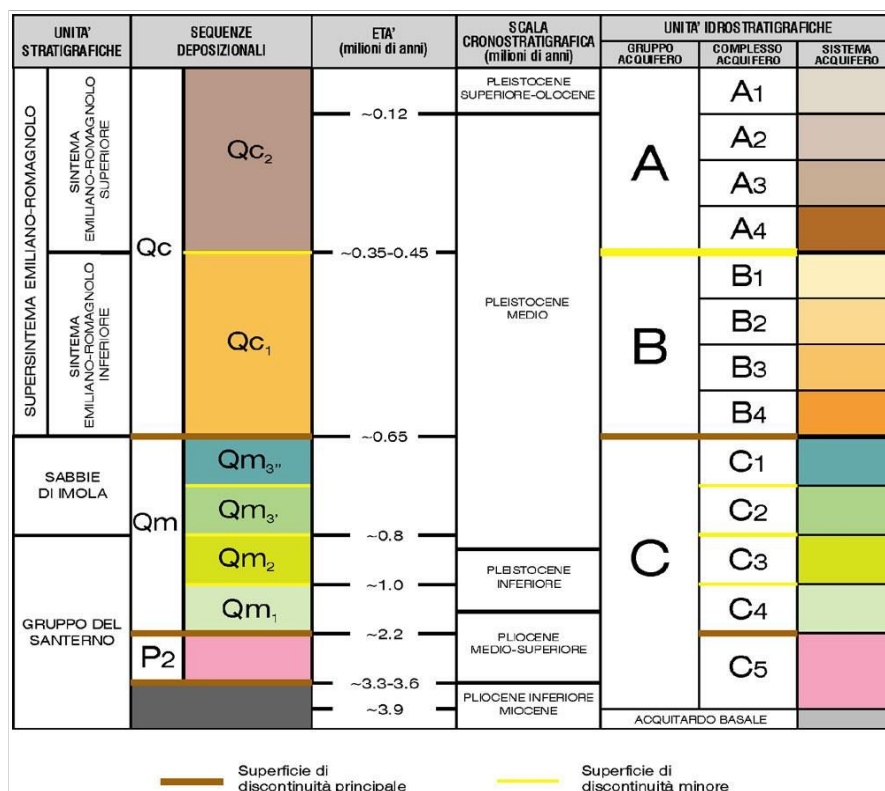 UNITA'
STRATIGRAFICHE
SEQUENZE
DEPOSIZIONALI
ETA'
(milioni di anni)
SCALA
CRONOSTRATIGRAFICA
(milioni di anni)
UNITA' IDROSTRATIGRAFICHE
GRUPPO
ACQUIFERO
COMPLESSO
ACQUIFERO
SISTEMA
ACQUIFERO
SUPERSINTEMA EMILIANO-ROMAGNOLO
SINTEMA
EMILIANO-ROMAGNOLO
SUPERIORE
SINTEMA
EMILIANO-ROMAGNOLO
INFERIORE
SABBIE
DI IMOLA
GRUPPO DEL
SANTERNO
Qc
Qm
P2
Qc2
Qc1
Qm3''
Qm3'
Qm2
Qm1
~0.12
~0.35-0.45
~0.65
~0.8
~1.0
~2.2
~3.3-3.6
~3.9
PLEISTOCENE
SUPERIORE-OLOCENE
PLEISTOCENE
MEDIO
PLEISTOCENE
INFERIORE
PLIOCENE
MEDIO-SUPERIORE
PLIOCENE INFERIORE
MIOCENE
A
B
C
A1
A2
A3
A4
B1
B2
B3
B4
C1
C2
C3
C4
C5
ACQUITARDO BASALE
Superficie di
discontinuità principale
Superficie di
discontinuità minore